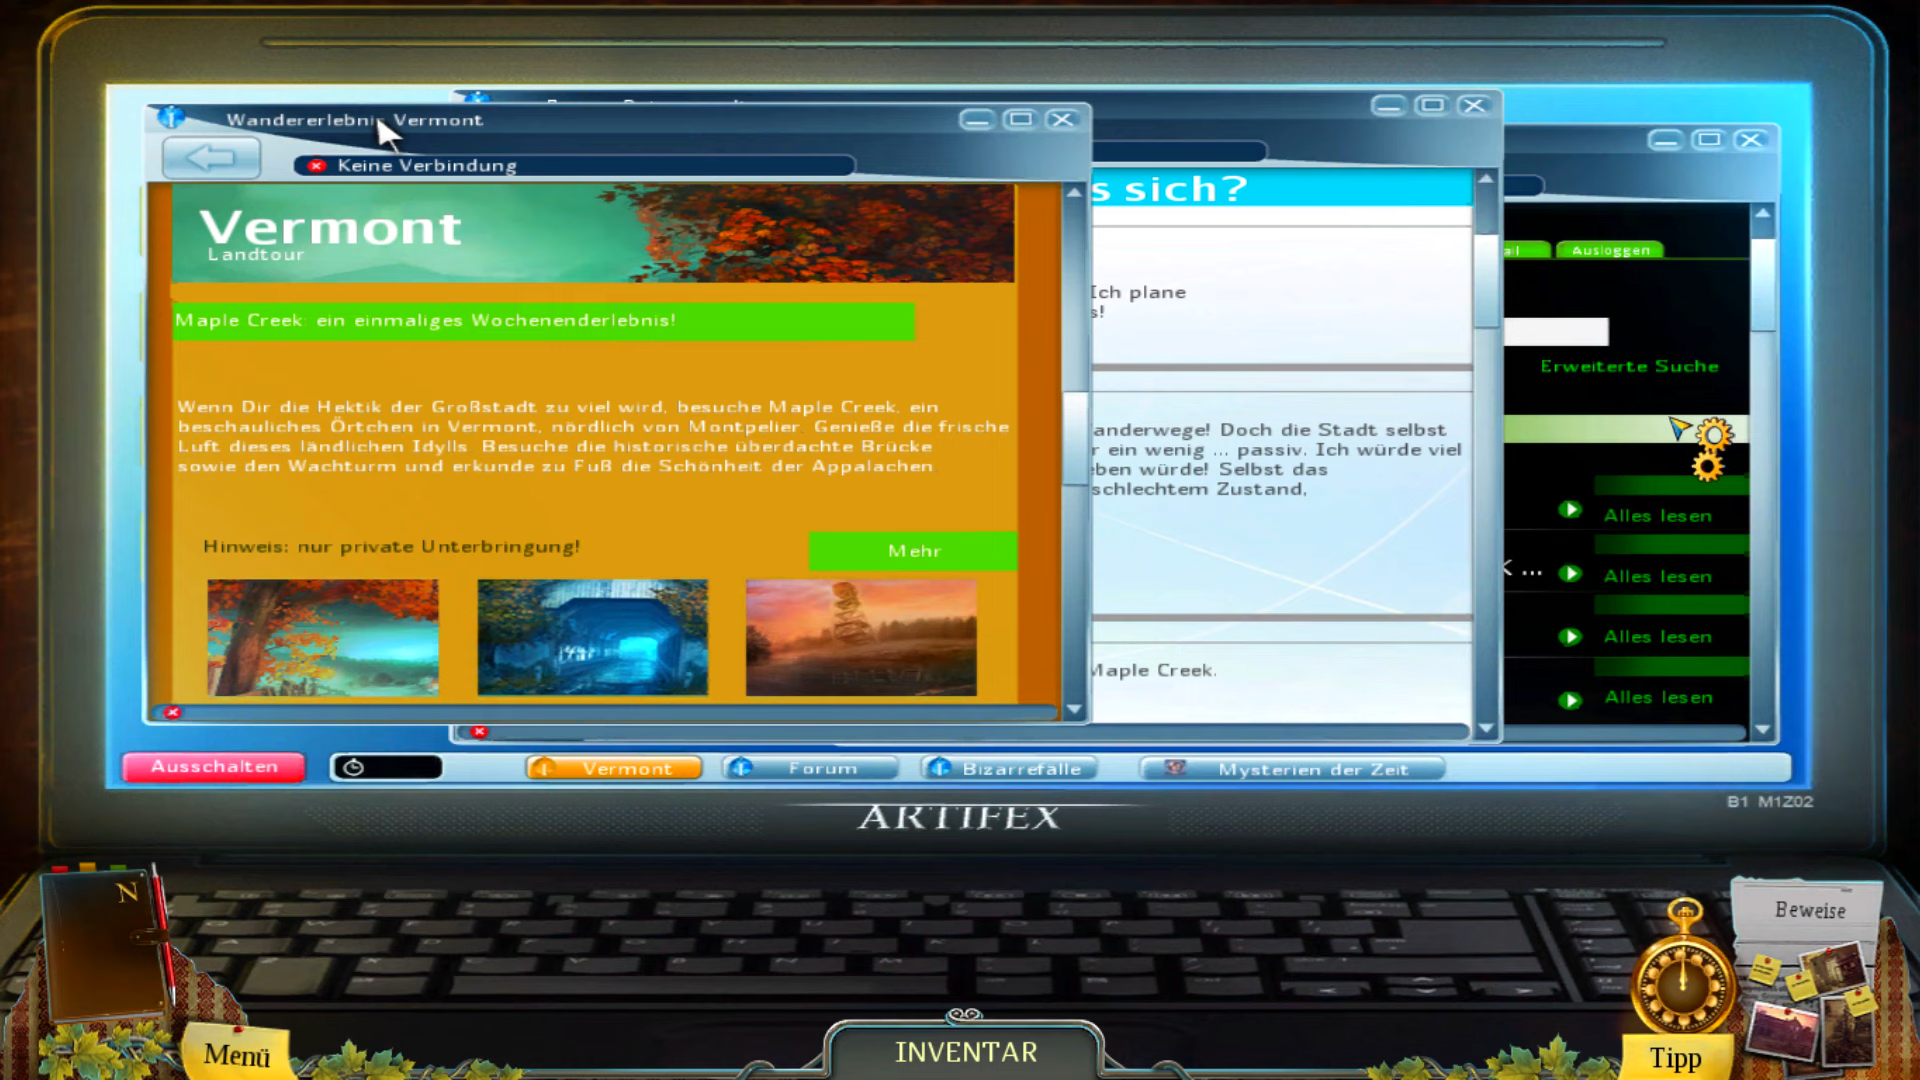 Wandererlebnis Vermont
Keine Verbindung
Vermont
Landtour
Maple Creek: ein einmaliges Wochenenderlebnis!
Wenn Dir die Hektik der Großstadt zu viel wird, besuche Maple Creek, ein
beschauliches Örtchen in Vermont, nördlich von Montpelier. Genieße die frische
Luft dieses ländlichen Idylls. Besuche die historische überdachte Brücke
sowie den Wachturm und erkunde zu Fuß die Schönheit der Appalachen.
Hinweis: nur private Unterbringung!
Mehr
s sich?
Ich plane
s!
anderwege! Doch die Stadt selbst
r ein wenig ... passiv. Ich würde viel
eben würde! Selbst das
schlechtem Zustand,
Maple Creek.
ail
Ausloggen
Erweiterte Suche
Alles lesen
K ...
Alles lesen
Alles lesen
Alles lesen
Ausschalten
Vermont
Forum
Bizarrefälle
Mysterien der Zeit
ARTIFEX
B1 M1Z02
N
Beweise
Menü
INVENTAR
Tipp